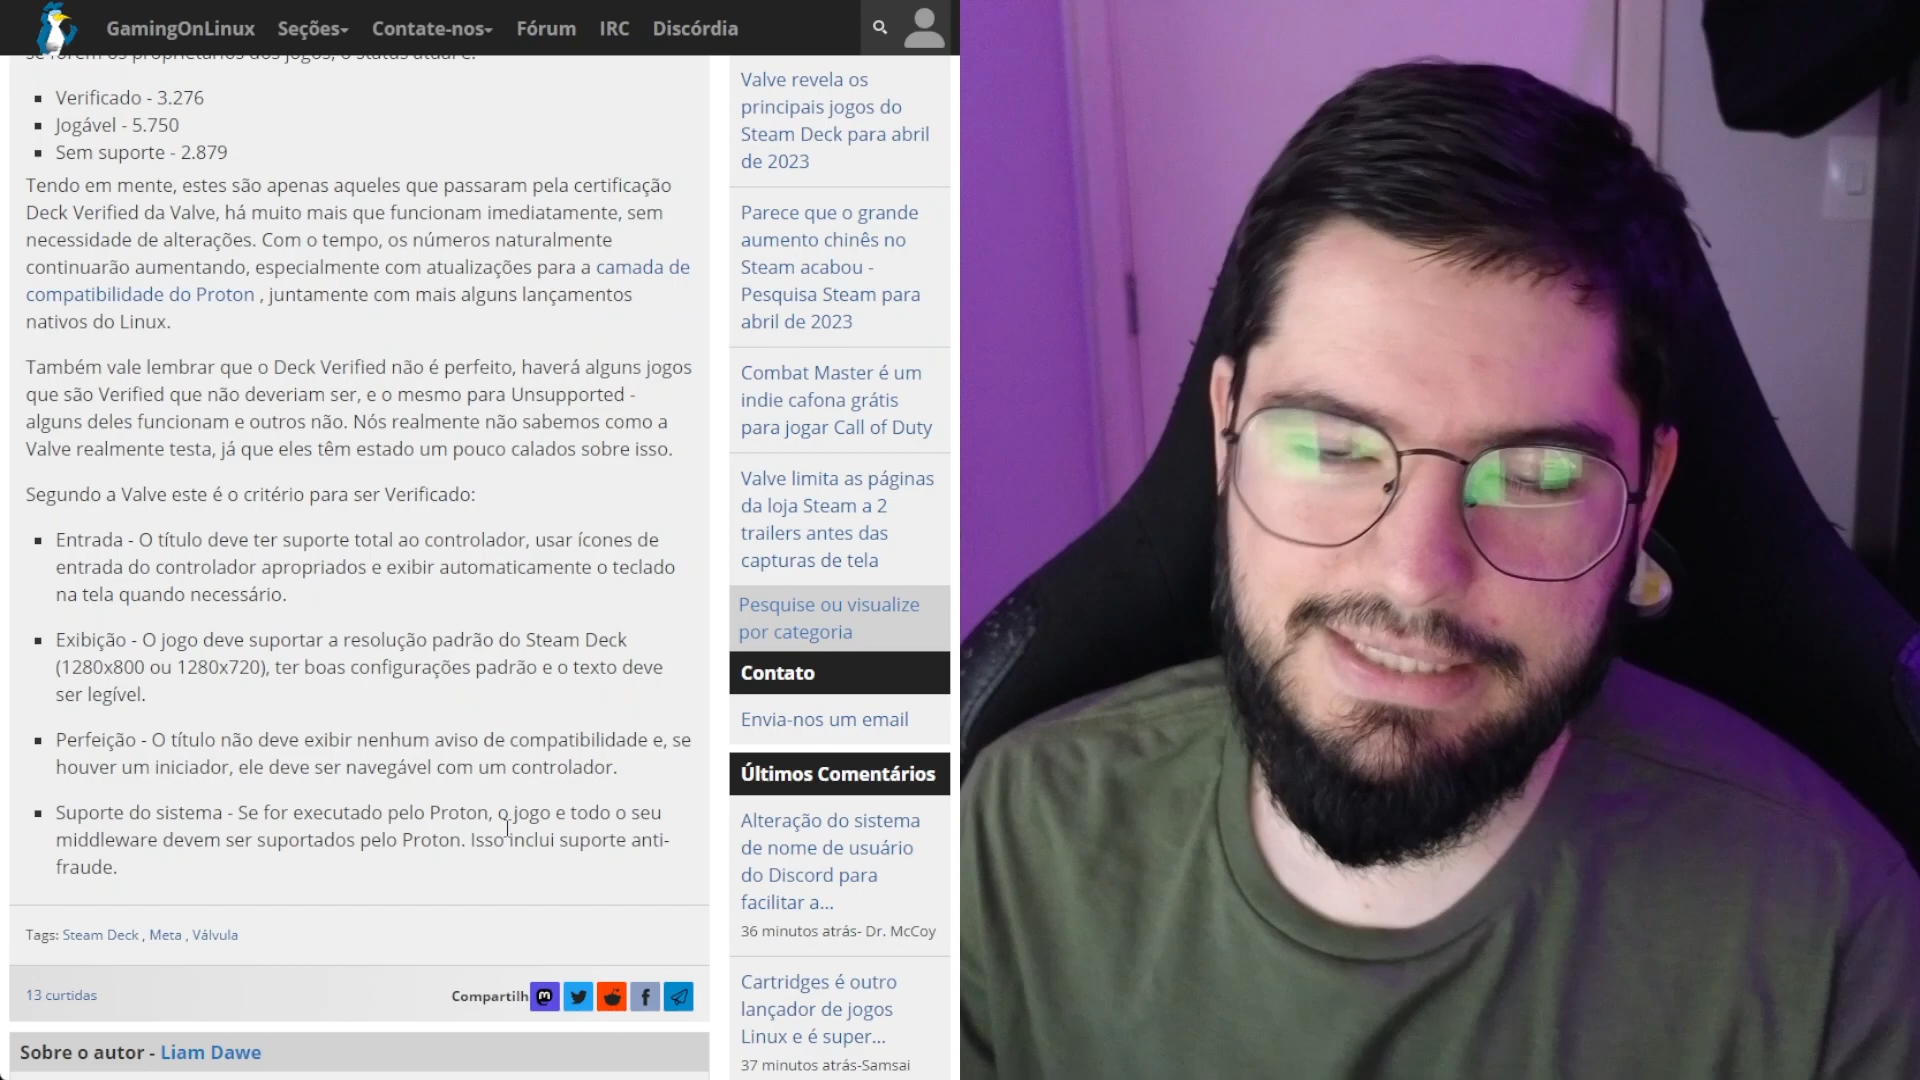 GamingOnLinux Seções Contate-nos Fórum IRC Discórdia
se forem os proprietários dos jogos, o status atual é:
Verificado - 3.276
Jogável - 5.750
Sem suporte - 2.879
Tendo em mente, estes são apenas aqueles que passaram pela certificação
Deck Verified da Valve, há muito mais que funcionam imediatamente, sem
necessidade de alterações. Com o tempo, os números naturalmente
continuarão aumentando, especialmente com atualizações para a camada de
compatibilidade do Proton , juntamente com mais alguns lançamentos
nativos do Linux.
Também vale lembrar que o Deck Verified não é perfeito, haverá alguns jogos
que são Verified que não deveriam ser, e o mesmo para Unsupported -
alguns deles funcionam e outros não. Nós realmente não sabemos como a
Valve realmente testa, já que eles têm estado um pouco calados sobre isso.
Segundo a Valve este é o critério para ser Verificado:
Entrada - O título deve ter suporte total ao controlador, usar ícones de
entrada do controlador apropriados e exibir automaticamente o teclado
na tela quando necessário.
Exibição - O jogo deve suportar a resolução padrão do Steam Deck
(1280x800 ou 1280x720), ter boas configurações padrão e o texto deve
ser legível.
Perfeição - O título não deve exibir nenhum aviso de compatibilidade e, se
houver um iniciador, ele deve ser navegável com um controlador.
Suporte do sistema - Se for executado pelo Proton, o jogo e todo o seu
middleware devem ser suportados pelo Proton. Isso inclui suporte anti-
fraude.
Tags: Steam Deck , Meta , Válvula
13 curtidas
Compartilh
Sobre o autor - Liam Dawe
Valve revela os
principais jogos do
Steam Deck para abril
de 2023
Parece que o grande
aumento chinês no
Steam acabou -
Pesquisa Steam para
abril de 2023
Combat Master é um
indie cafona grátis
para jogar Call of Duty
Valve limita as páginas
da loja Steam a 2
trailers antes das
capturas de tela
Pesquise ou visualize
por categoria
Contato
Envia-nos um email
Últimos Comentários
Alteração do sistema
de nome de usuário
do Discord para
facilitar a...
36 minutos atrás- Dr. McCoy
Cartridges é outro
lançador de jogos
Linux e é super...
37 minutos atrás-Samsai